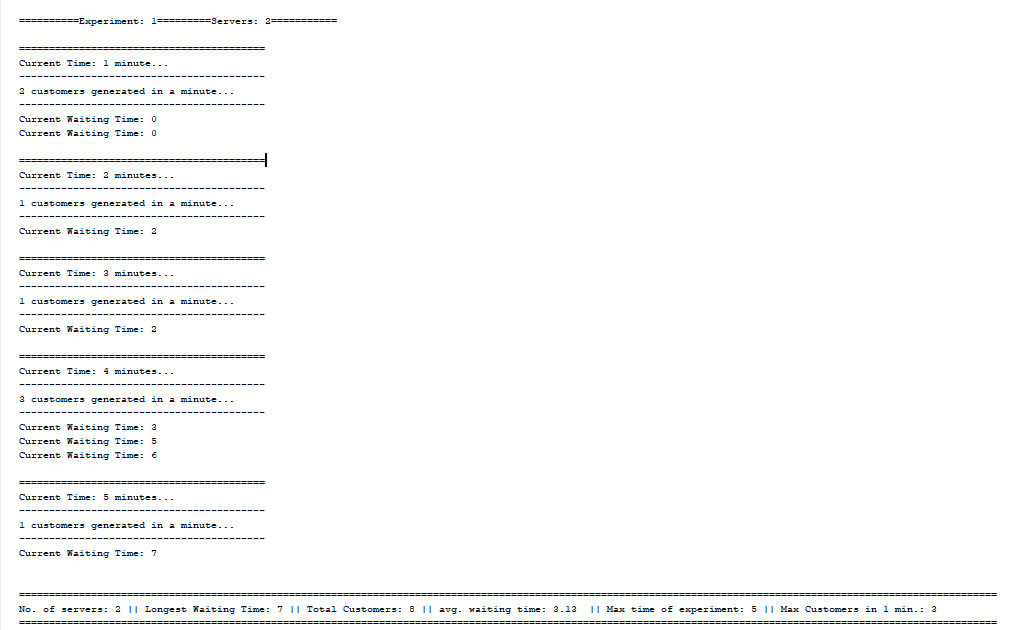 ==========Experiment: 1=========Servers: 2===========
=========================================
Current Time: 1 minute...
-----------------------------------------
2 customers generated in a minute...
-----------------------------------------
Current Waiting Time: 0
Current Waiting Time: 0
=========================================
Current Time: 2 minutes...
-----------------------------------------
1 customers generated in a minute...
-----------------------------------------
Current Waiting Time: 2
=========================================
Current Time: 3 minutes...
-----------------------------------------
1 customers generated in a minute...
-----------------------------------------
Current Waiting Time: 2
=========================================
Current Time: 4 minutes...
-----------------------------------------
3 customers generated in a minute...
-----------------------------------------
Current Waiting Time: 3
Current Waiting Time: 5
Current Waiting Time: 6
=========================================
Current Time: 5 minutes...
-----------------------------------------
1 customers generated in a minute...
-----------------------------------------
Current Waiting Time: 7
===================================================================================================================================================================
No. of servers: 2 || Longest Waiting Time: 7 || Total Customers: 8 || avg. waiting time: 3.13  || Max time of experiment: 5 || Max Customers in 1 min.: 3
===================================================================================================================================================================